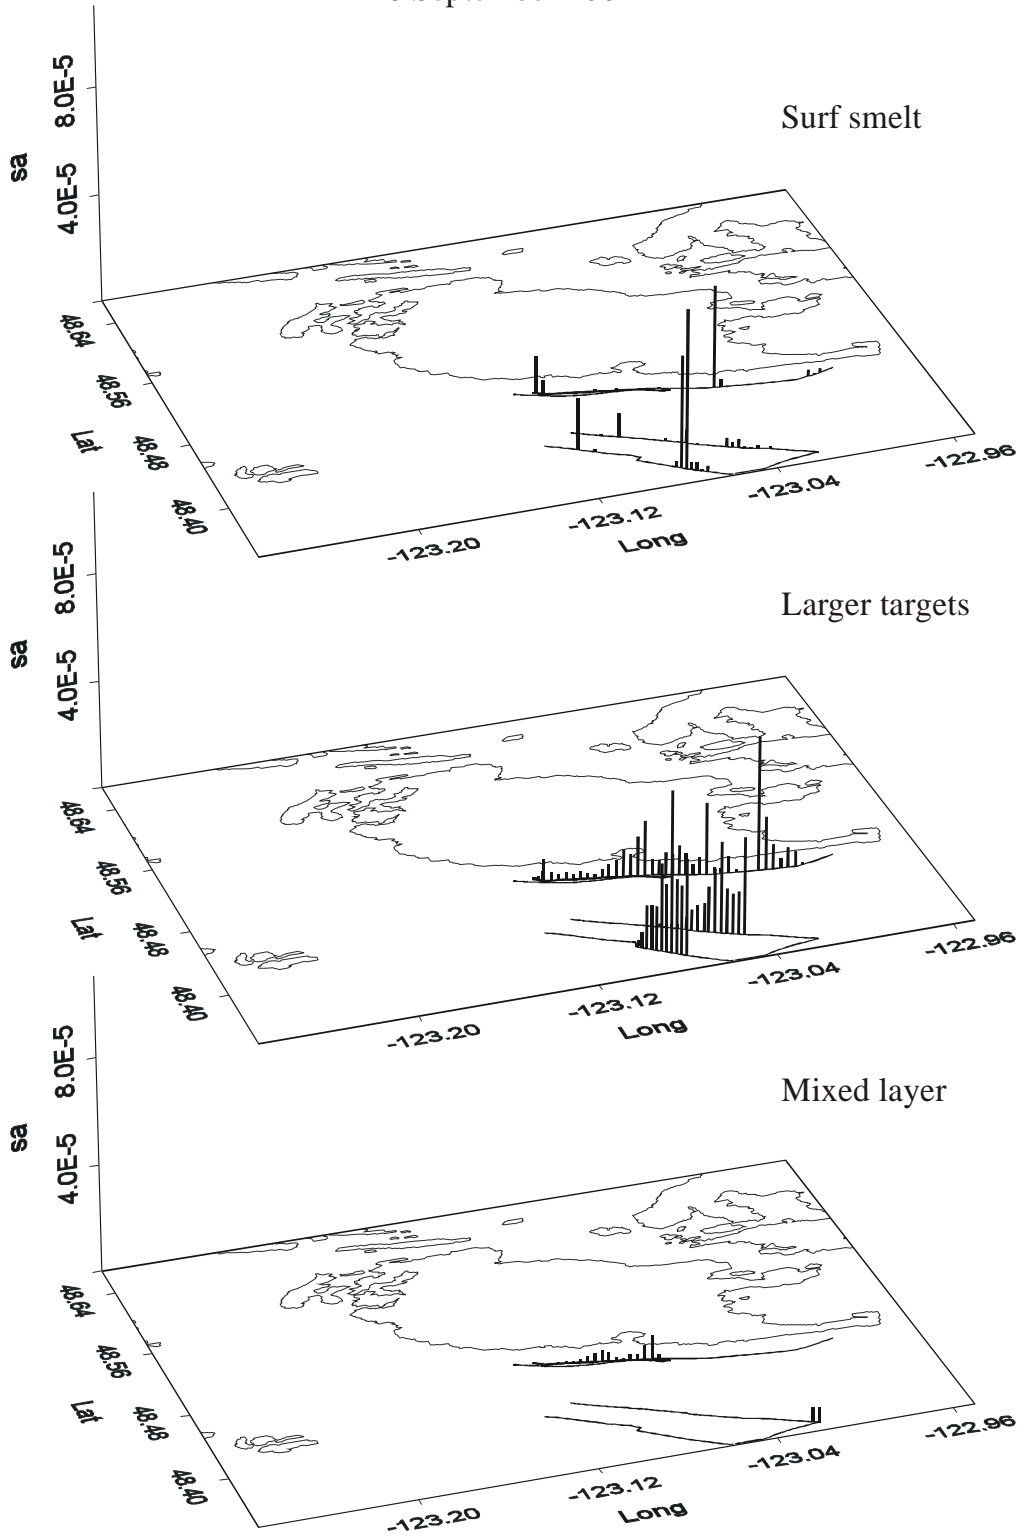 8.0E-5
Surf smelt
sa
4.0E-5
48.64
48.56
Lat
48.48
48.40
-122.96
-123.04
-123.12
-123.20
Long
8.0E-5
Larger targets
sa
4.0E-5
48.64
48.56
Lat
48.48
48.40
-122.96
-123.04
-123.12
-123.20
Long
8.0E-5
Mixed layer
sa
4.0E-5
48.64
48.56
Lat
48.48
48.40
-122.96
-123.04
-123.12
-123.20
Long